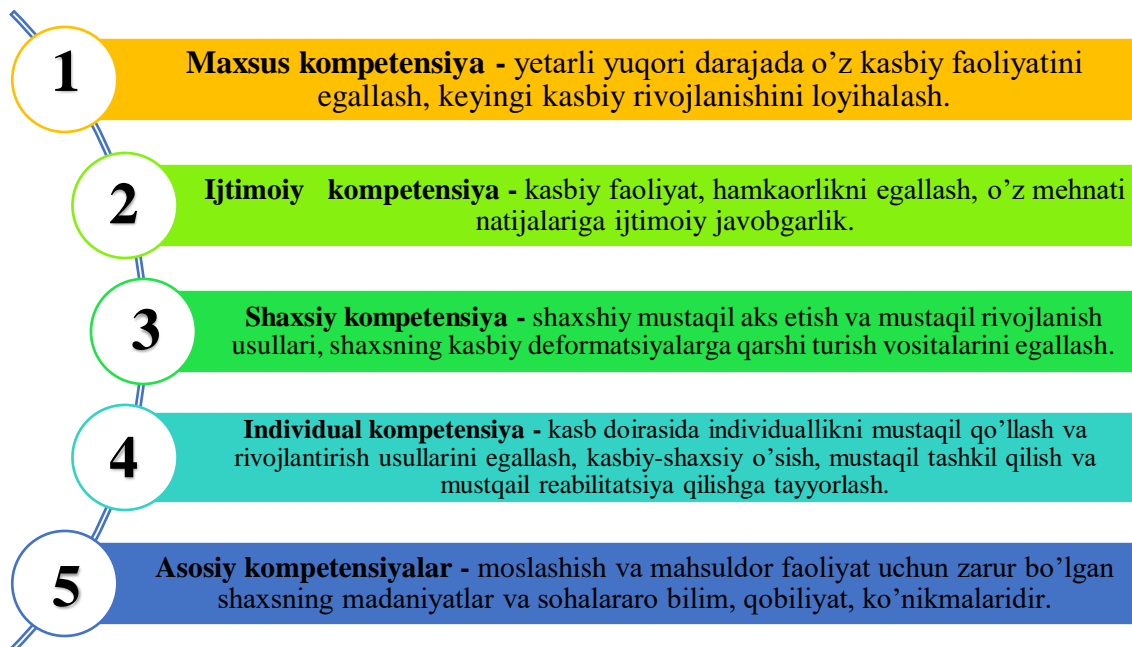 1
Maxsus kompetensiya - yetarli yuqori darajada o’z kasbiy faoliyatini
egallash, keyingi kasbiy rivojlanishini loyihalash.
2
Ijtimoiy kompetensiya - kasbiy faoliyat, hamkaorlikni egallash, o’z mehnati
natijalariga ijtimoiy javobgarlik.
3
Shaxsiy kompetensiya - shaxshiy mustaqil aks etish va mustaqil rivojlanish
usullari, shaxsning kasbiy deformatsiyalarga qarshi turish vositalarini egallash.
4
Individual kompetensiya - kasb doirasida individuallikni mustaqil qo’llash va
rivojlantirish usullarini egallash, kasbiy-shaxsiy o’sish, mustaqil tashkil qilish va
mustqail reabilitatsiya qilishga tayyorlash.
5
Asosiy kompetensiyalar - moslashish va mahsuldor faoliyat uchun zarur bo’lgan
shaxsning madaniyatlar va sohalararo bilim, qobiliyat, ko’nikmalaridir.